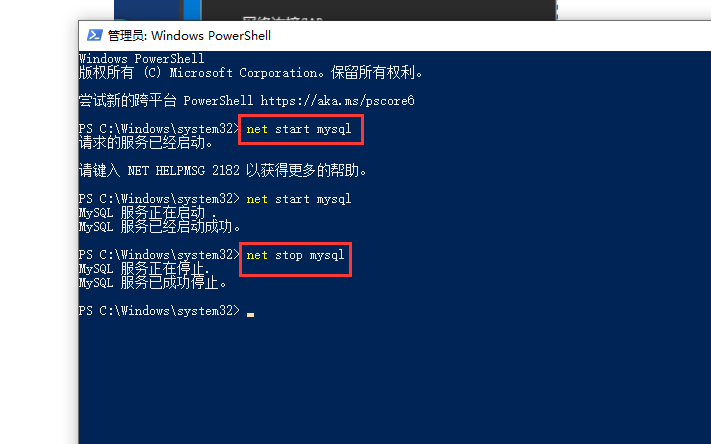 管理员: Windows PowerShell
Windows PowerShell
版权所有 (C) Microsoft Corporation。保留所有权利。
尝试新的跨平台 PowerShell https://aka.ms/pscore6
PS C:\Windows\system32> net start mysql
请求的服务已经启动。
请键入 NET HELPMSG 2182 以获得更多的帮助。
PS C:\Windows\system32> net start mysql
MySQL 服务正在启动 .
MySQL 服务已经启动成功。
PS C:\Windows\system32> net stop mysql
MySQL 服务正在停止.
MySQL 服务已成功停止。
PS C:\Windows\system32>